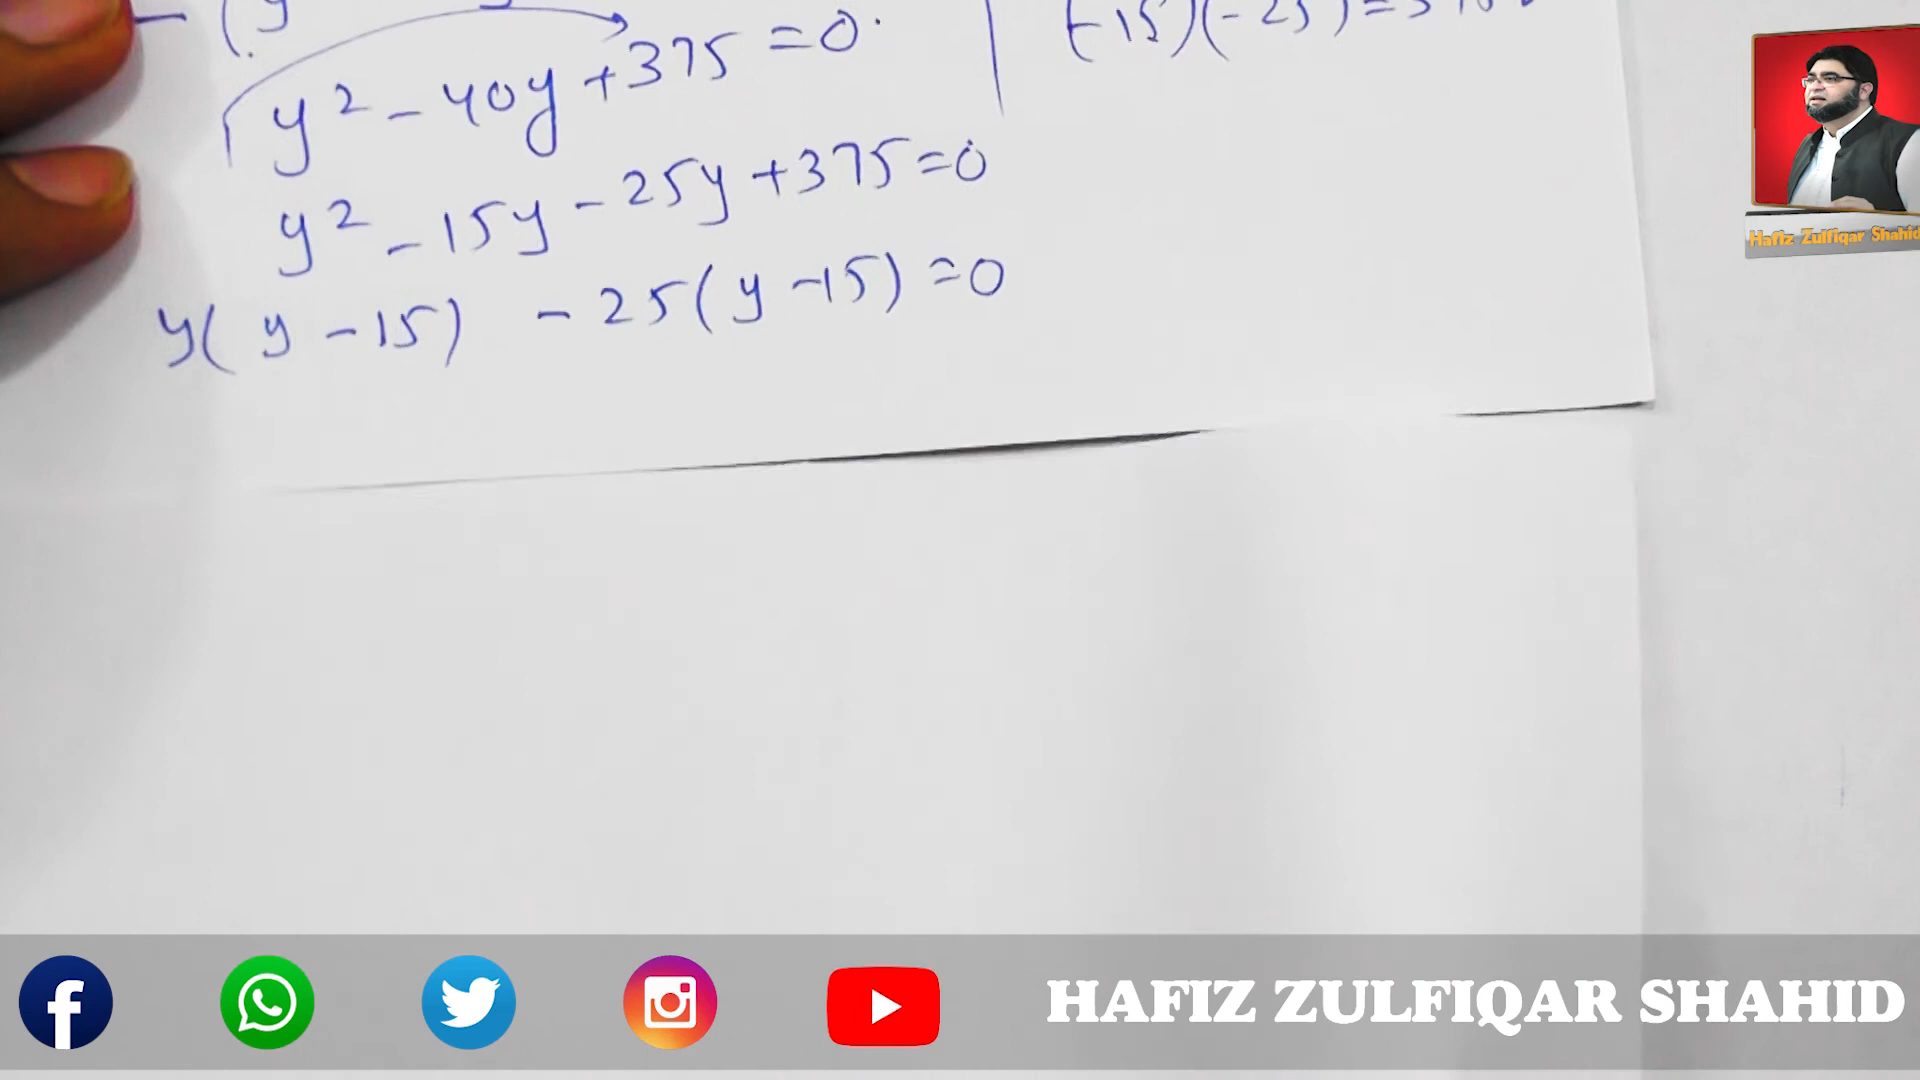 y² - 40y + 375 = 0
(-15)(-25) = 
y² - 15y - 25y + 375 = 0
y(y - 15) - 25(y - 15) = 0
Hafiz Zulfiqar Shahid
HAFIZ ZULFIQAR SHAHID